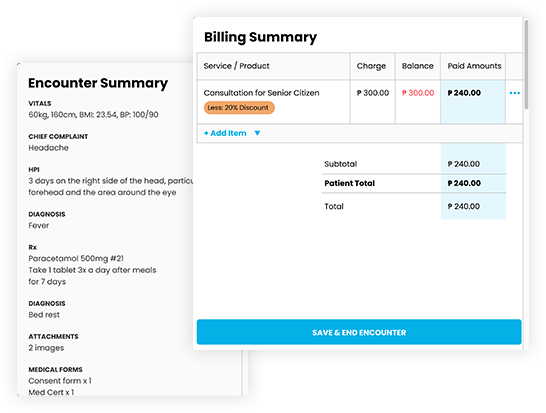 Encounter Summary
VITALS
60kg, 160cm, BMI: 23.54, BP: 100/90
CHIEF COMPLAINT
Headache
HPI
3 days on the right side of the head,
forehead and the area around the eye
DIAGNOSIS
Fever
Rx
Paracetamol 500mg #21
Take 1 tablet 3x a day after meals
for 7 days
DIAGNOSIS
Bed rest
ATTACHMENTS
2 images
MEDICAL FORMS
Consent form x 1
Med Cert x 1
Billing Summary
Service / Product Charge Balance Paid Amounts
Consultation for Senior Citizen ₱ 300.00 ₱ 300.00 ₱ 240.00
Less: 20% Discount
+ Add Item
Subtotal ₱ 240.00
Patient Total ₱ 240.00
Total ₱ 240.00
SAVE & END ENCOUNTER